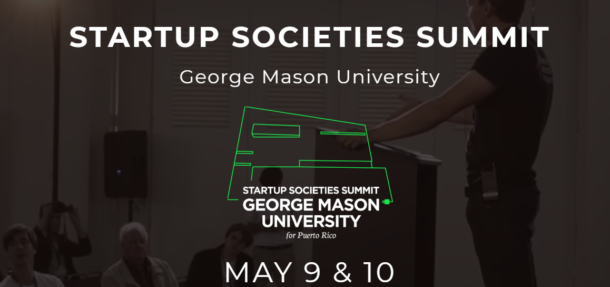 STARTUP SOCIETIES SUMMIT
George Mason University
STARTUP SOCIETIES SUMMIT
GEORGE MASON
UNIVERSITY
for Puerto Rico
MAY 9 & 10